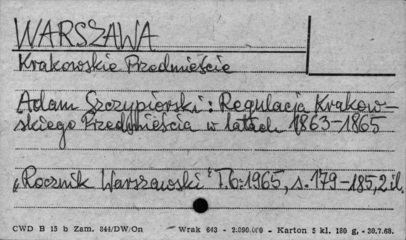 WARSZAWA
Krakowskie Przedmieście
Adam Szczypiorski: Regulacja Krakow-
skiego Przedmieścia w latach 1863-1865
„Rocznik Warszawski" T.6:1965, s.179-185, 2 il.
CWD B 15 b Zam. 844/DW/On Wrak 643 - 2.090.000 - Karton 5 kl. 180 g, -30.7.68.